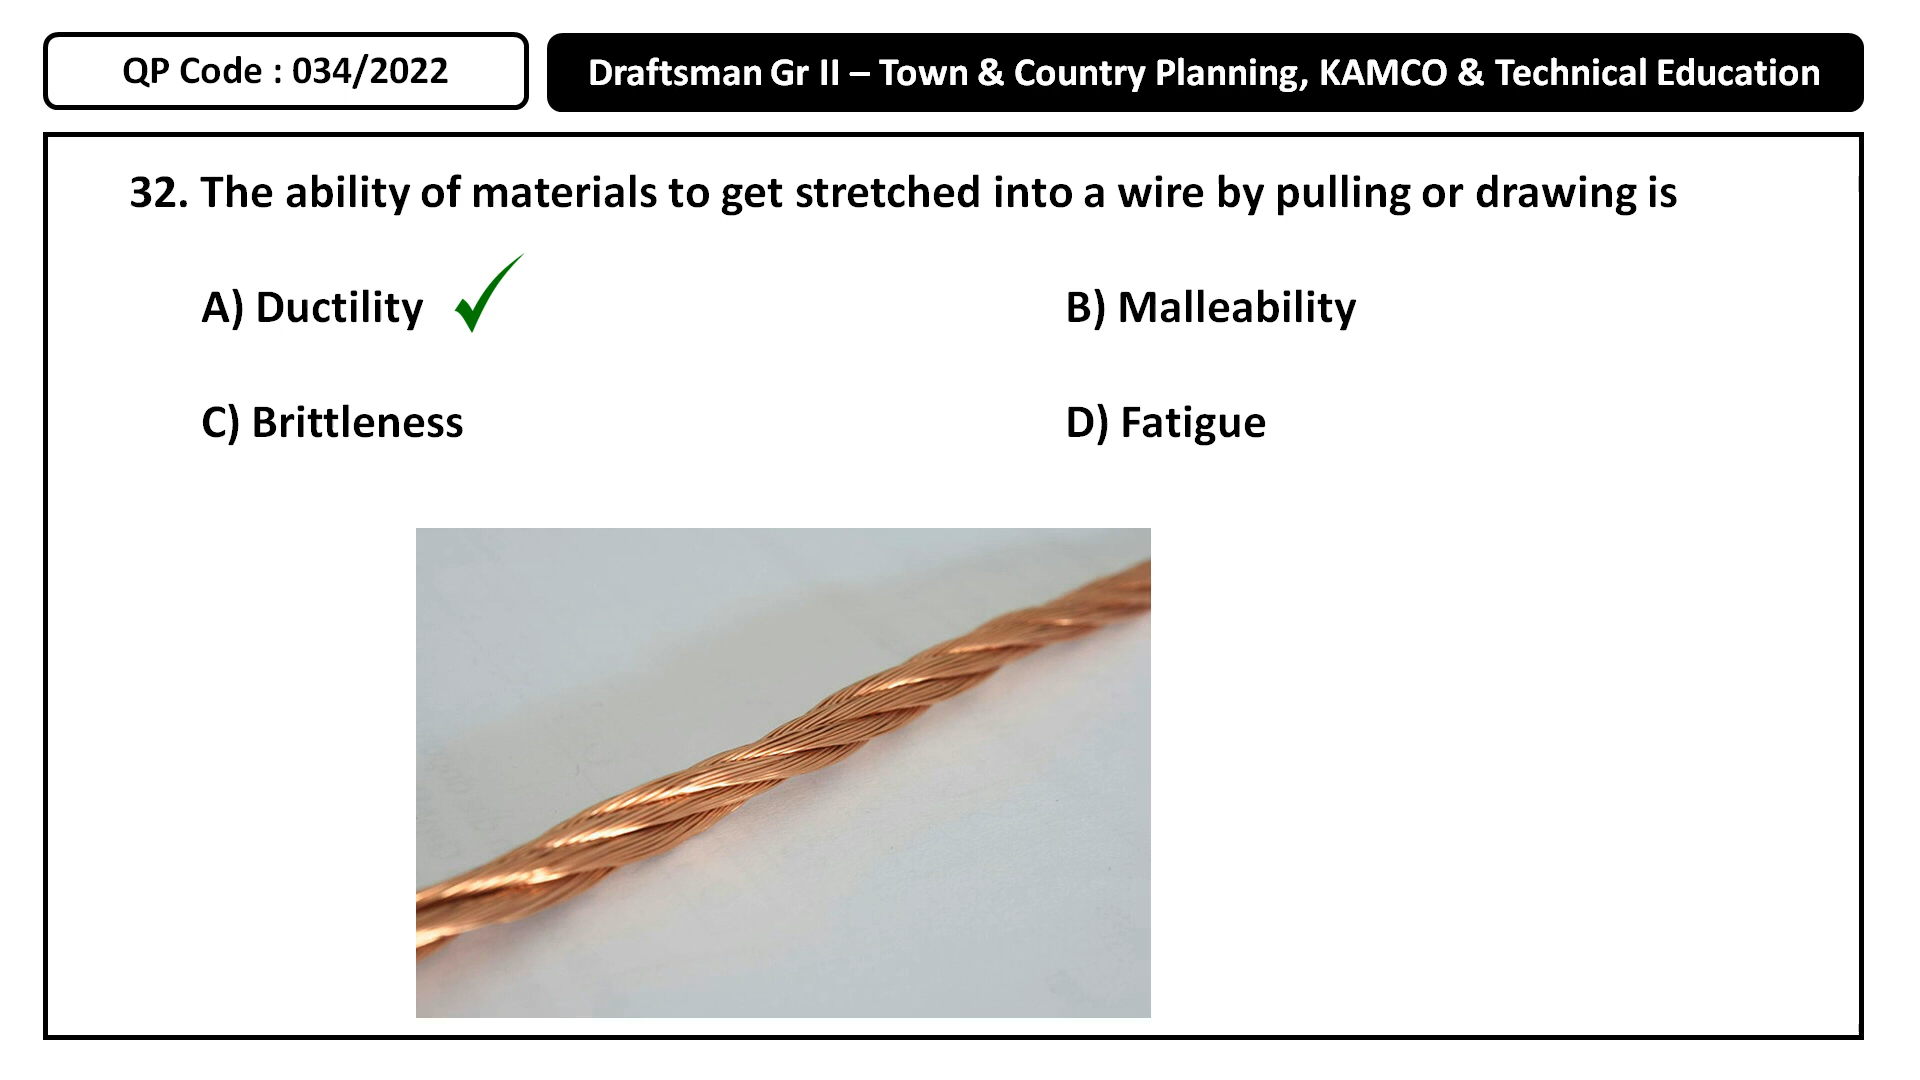 QP Code : 034/2022
Draftsman Gr II – Town & Country Planning, KAMCO & Technical Education
32. The ability of materials to get stretched into a wire by pulling or drawing is
A) Ductility
B) Malleability
C) Brittleness
D) Fatigue